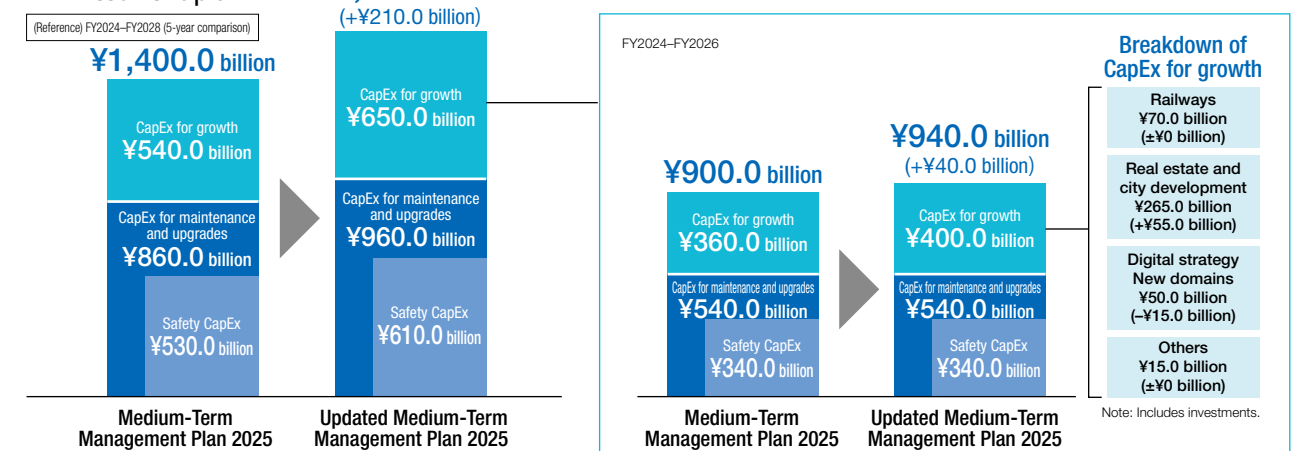 (+¥210.0 billion)
(Reference) FY2024–FY2028 (5-year comparison)
¥1,400.0 billion
CapEx for growth
¥540.0 billion
CapEx for maintenance
and upgrades
¥860.0 billion
Safety CapEx
¥530.0 billion
Medium-Term
Management Plan 2025
CapEx for growth
¥650.0 billion
CapEx for maintenance
and upgrades
¥960.0 billion
Safety CapEx
¥610.0 billion
Updated Medium-Term
Management Plan 2025
FY2024–FY2026
¥900.0 billion
CapEx for growth
¥360.0 billion
CapEx for maintenance and upgrades
¥540.0 billion
Safety CapEx
¥340.0 billion
Medium-Term
Management Plan 2025
¥940.0 billion
(+¥40.0 billion)
CapEx for growth
¥400.0 billion
CapEx for maintenance and upgrades
¥540.0 billion
Safety CapEx
¥340.0 billion
Updated Medium-Term
Management Plan 2025
Breakdown of
CapEx for growth
Railways
¥70.0 billion
(±¥0 billion)
Real estate and
city development
¥265.0 billion
(+¥55.0 billion)
Digital strategy
New domains
¥50.0 billion
(–¥15.0 billion)
Others
¥15.0 billion
(±¥0 billion)
Note: Includes investments.